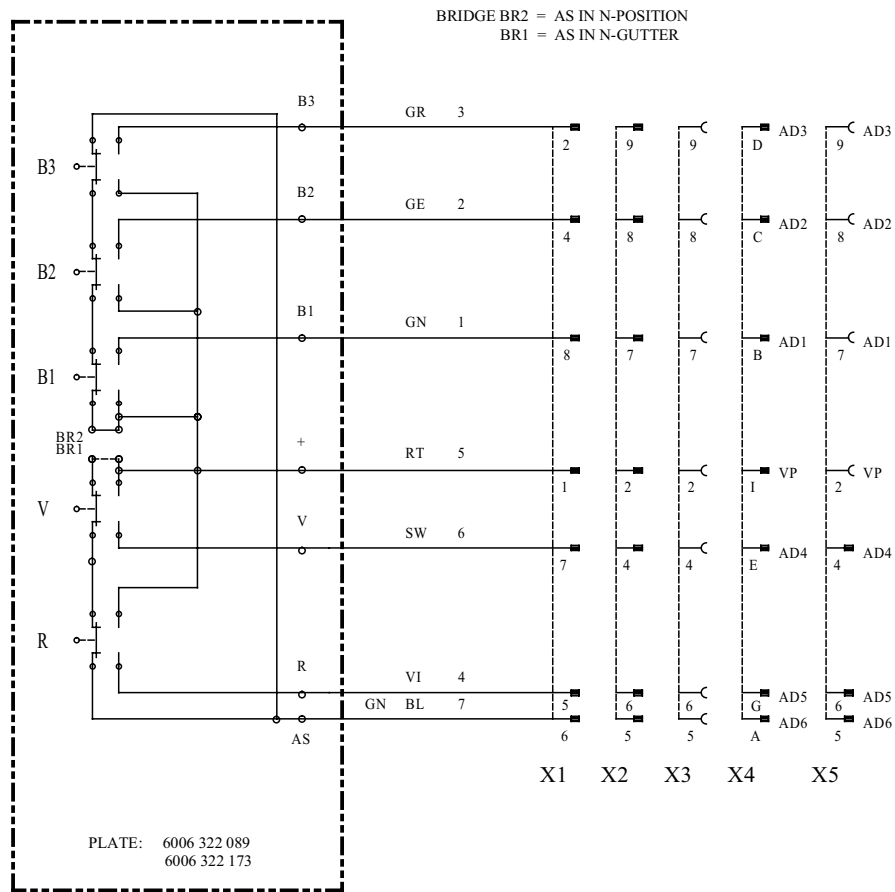 BRIDGE BR2 = AS IN N-POSITION
BR1 = AS IN N-GUTTER
B3 GR 3 2 9 9 D AD3 9 AD3
B3
B2 GE 2 4 8 8 C AD2 8 AD2
B2
B1 GN 1 8 7 7 B AD1 7 AD1
B1
BR2
BR1
+ RT 5 1 2 2 I VP 2 VP
V
V SW 6 7 4 4 E AD4 4 AD4
R
R VI 4 5 6 6 G AD5 6 AD5
AS GN BL 7 6 5 5 A AD6 5 AD6
X1 X2 X3 X4 X5
PLATE: 6006 322 089
6006 322 173